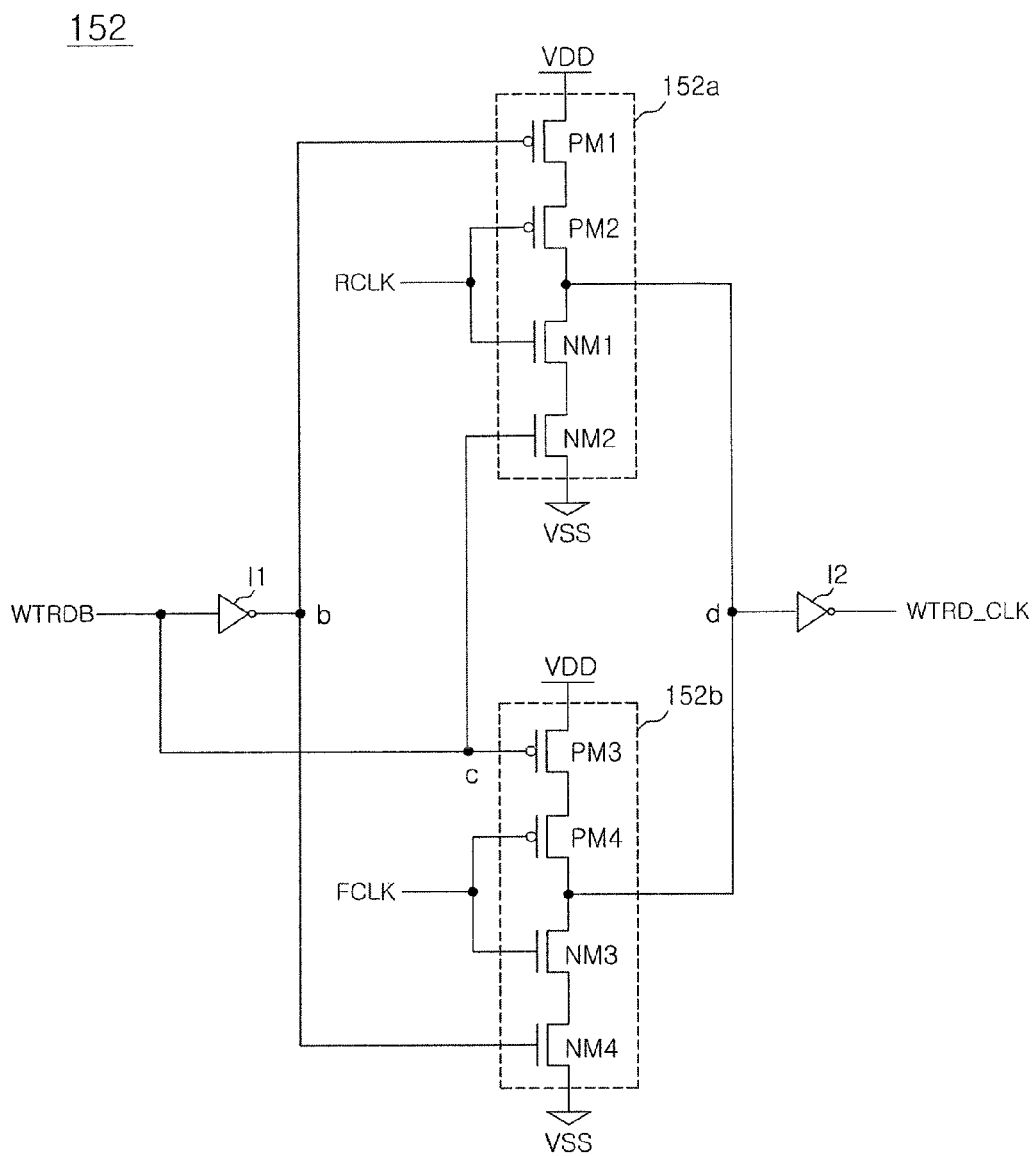 152
VDD
152a
PM1
PM2
RCLK
NM1
NM2
VSS
I1
I2
WTRDB
b
d
WTRD_CLK
VDD
152b
PM3
c
PM4
FCLK
NM3
NM4
VSS